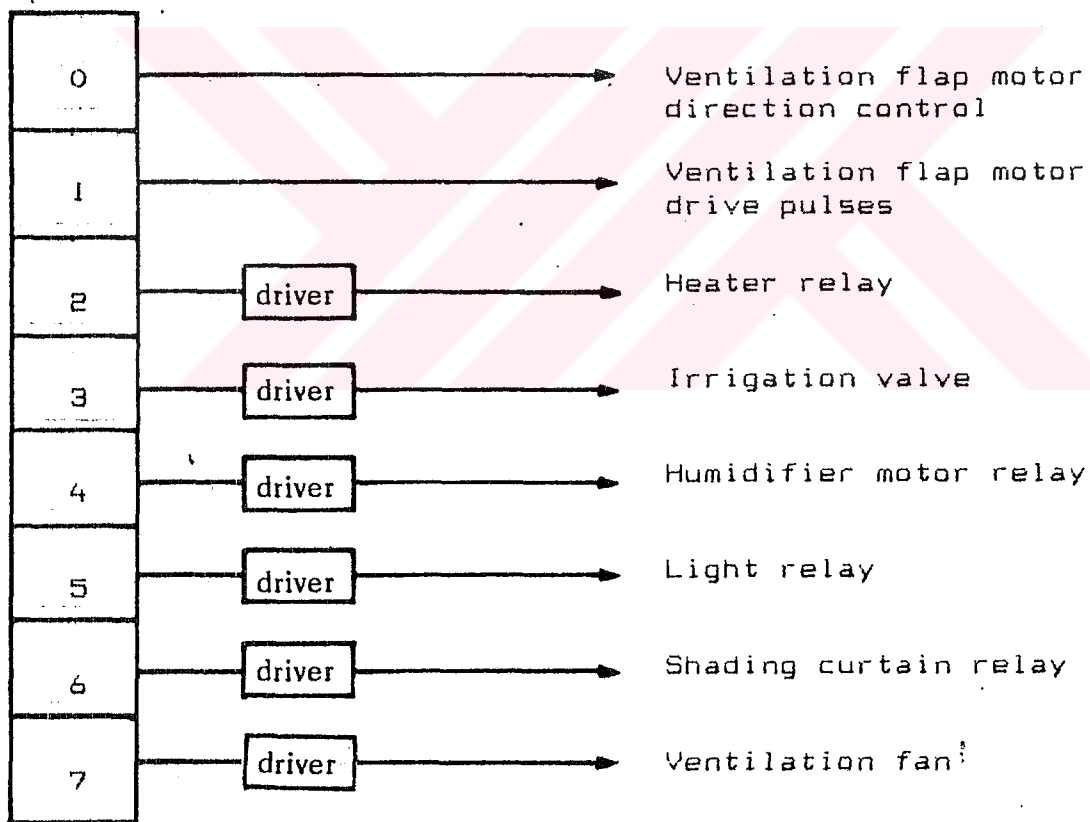 0
Ventilation flap motor
direction control
1
Ventilation flap motor
drive pulses
2
driver
Heater relay
3
driver
Irrigation valve
4
driver
Humidifier motor relay
5
driver
Light relay
6
driver
Shading curtain relay
7
driver
Ventilation fan